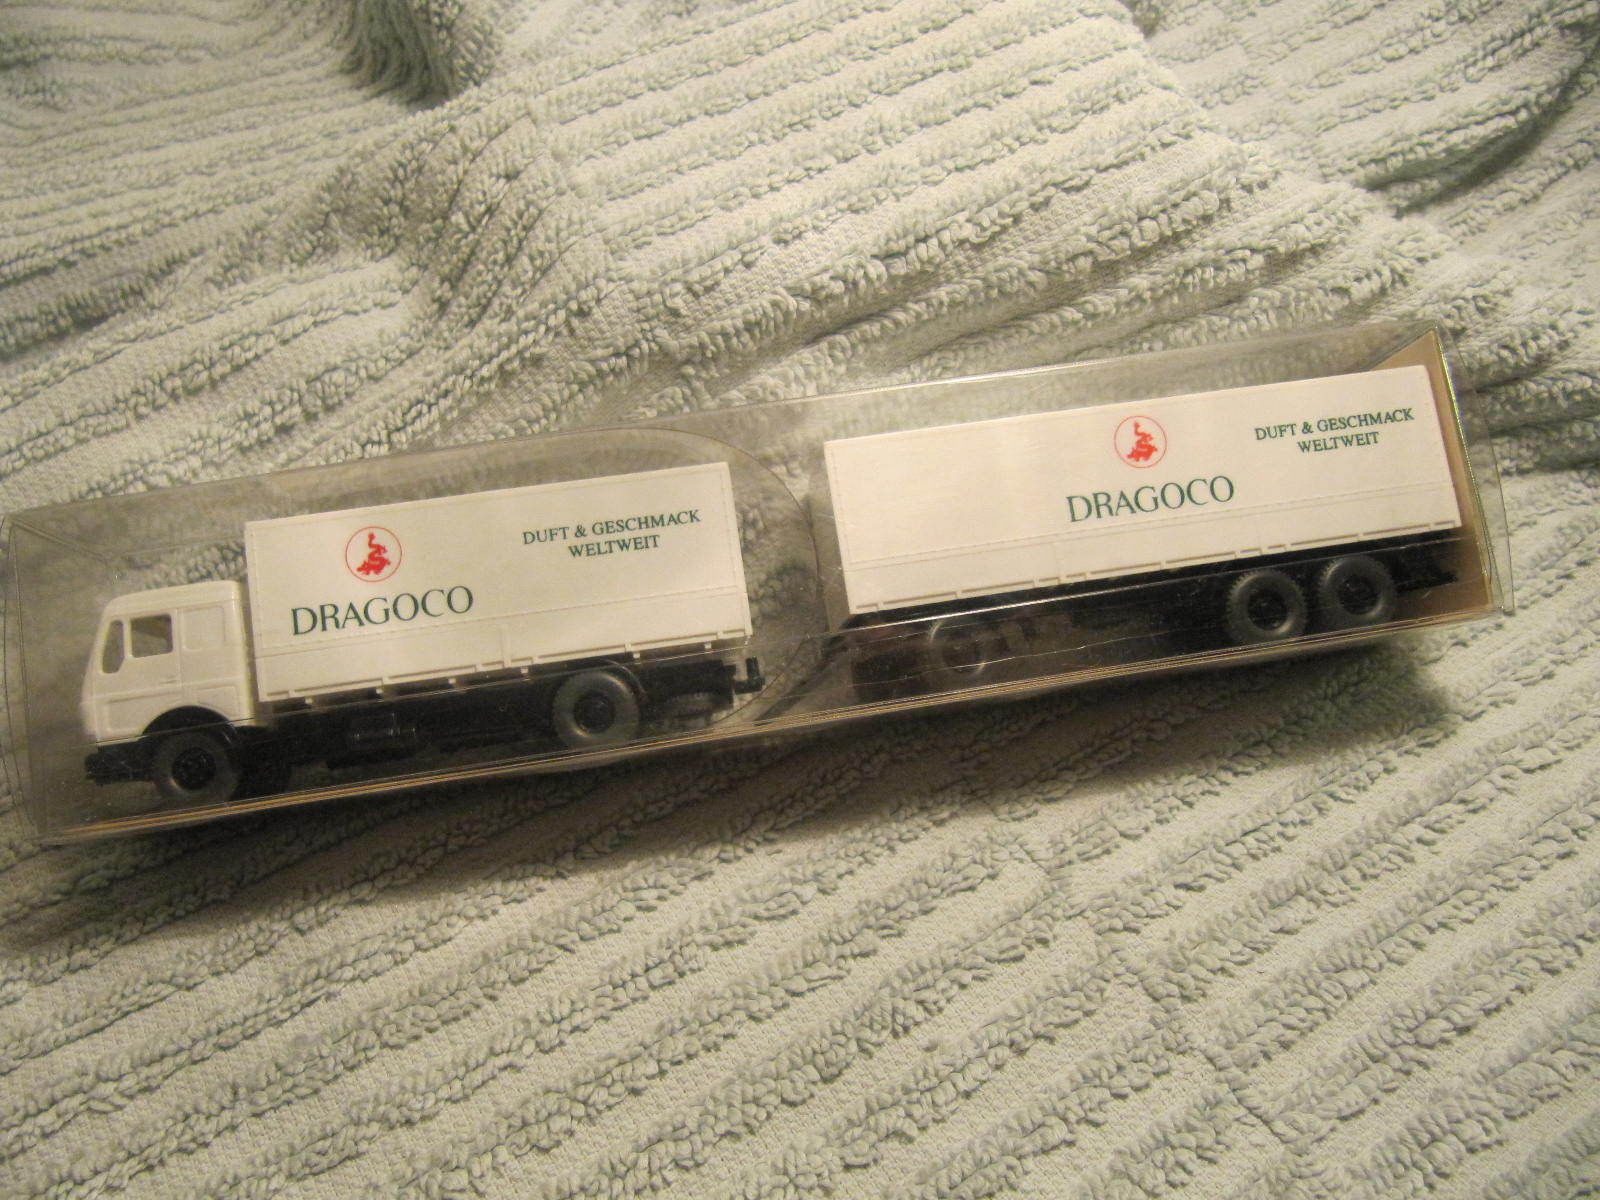 DUFT & GESCHMACK
WELTWEIT
DRAGOCO
DUFT & GESCHMACK
WELTWEIT
DRAGOCO